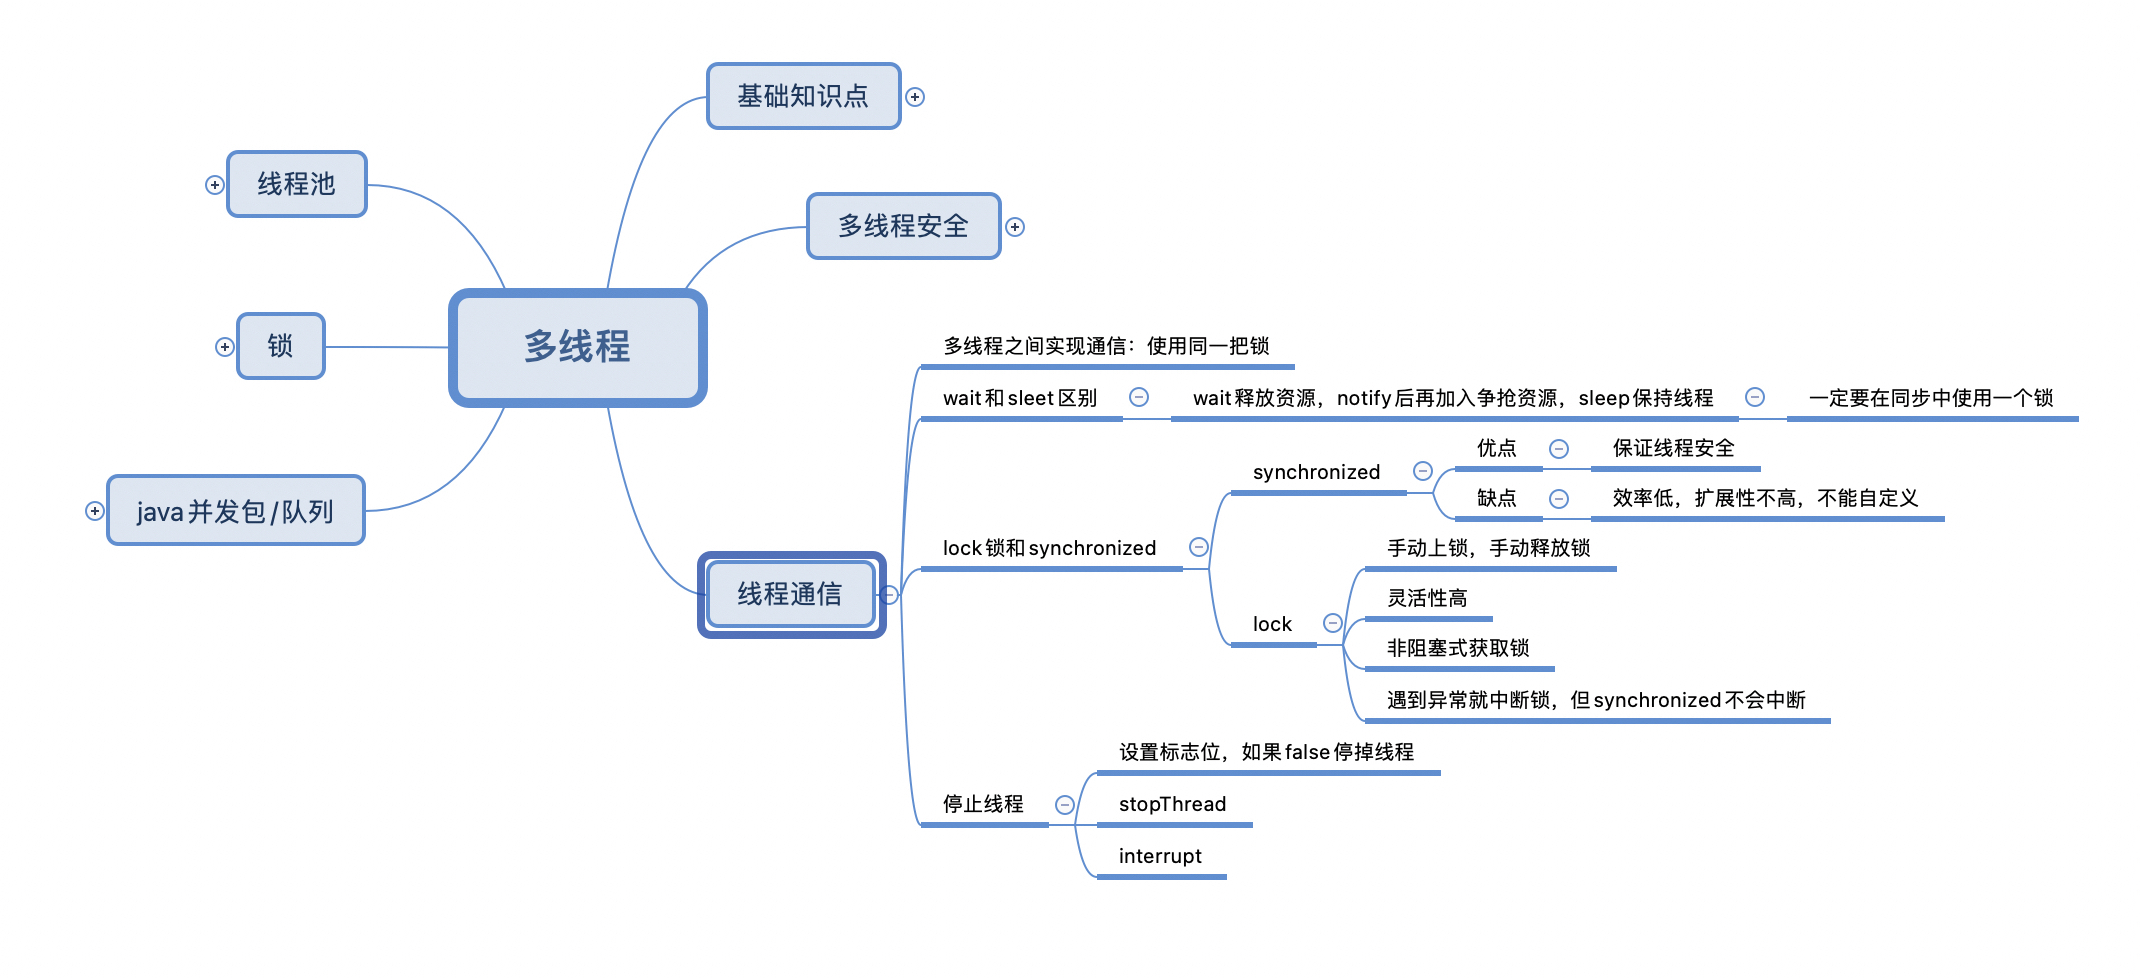 多线程
基础知识点
多线程安全
线程通信
多线程之间实现通信：使用同一把锁
wait和sleet区别
wait释放资源，notify后再加入争抢资源，sleep保持线程
一定要在同步中使用一个锁
lock锁和synchronized
synchronized
优点
保证线程安全
缺点
效率低，扩展性不高，不能自定义
lock
手动上锁，手动释放锁
灵活性高
非阻塞式获取锁
遇到异常就中断锁，但synchronized不会中断
停止线程
设置标志位，如果false停掉线程
stopThread
interrupt
线程池
锁
java并发包/队列